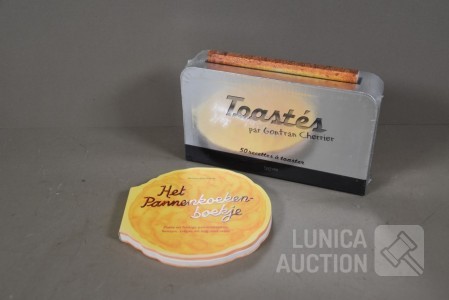 Toastés
par Gontran Cherrier
50 recettes à toaster
Het
Pannenkoeken-
boekje
LUNICA
AUCTION